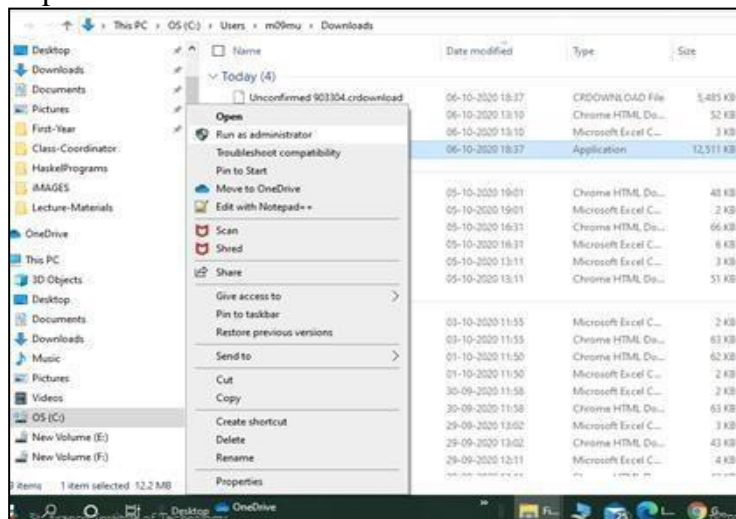 This PC › OS (C:) › Users › m09mu › Downloads
Name Date modified Type Size
Desktop
Downloads
Documents
Pictures
First-Year
Class-Coordinator
HaskelPrograms
iMAGES
Lecture-Materials
OneDrive
This PC
3D Objects
Desktop
Documents
Downloads
Music
Pictures
Videos
OS (C:)
New Volume (E:)
New Volume (F:)
Today (4)
Unconfirmed 903304.crdownload 06-10-2020 18:37 CRDOWNLOAD File 5,485 KB
06-10-2020 13:10 Chrome HTML Do... 52 KB
06-10-2020 13:10 Microsoft Excel C... 3 KB
06-10-2020 18:37 Application 12,511 KB
05-10-2020 19:01 Chrome HTML Do... 48 KB
05-10-2020 19:01 Microsoft Excel C... 2 KB
05-10-2020 16:31 Chrome HTML Do... 66 KB
05-10-2020 16:31 Microsoft Excel C... 6 KB
05-10-2020 13:11 Microsoft Excel C... 3 KB
05-10-2020 13:11 Chrome HTML Do... 51 KB
03-10-2020 11:55 Microsoft Excel C... 2 KB
03-10-2020 11:55 Chrome HTML Do... 63 KB
01-10-2020 11:50 Chrome HTML Do... 62 KB
01-10-2020 11:50 Microsoft Excel C... 2 KB
30-09-2020 11:58 Microsoft Excel C... 2 KB
30-09-2020 11:58 Chrome HTML Do... 63 KB
29-09-2020 13:02 Microsoft Excel C... 3 KB
29-09-2020 13:02 Chrome HTML Do... 43 KB
29-09-2020 12:11 Microsoft Excel C... 4 KB
Open
Run as administrator
Troubleshoot compatibility
Pin to Start
Move to OneDrive
Edit with Notepad++
Scan
Shred
Share
Give access to
Pin to taskbar
Restore previous versions
Send to
Cut
Copy
Create shortcut
Delete
Rename
Properties
items 1 item selected 12.2 MB
Desktop OneDrive